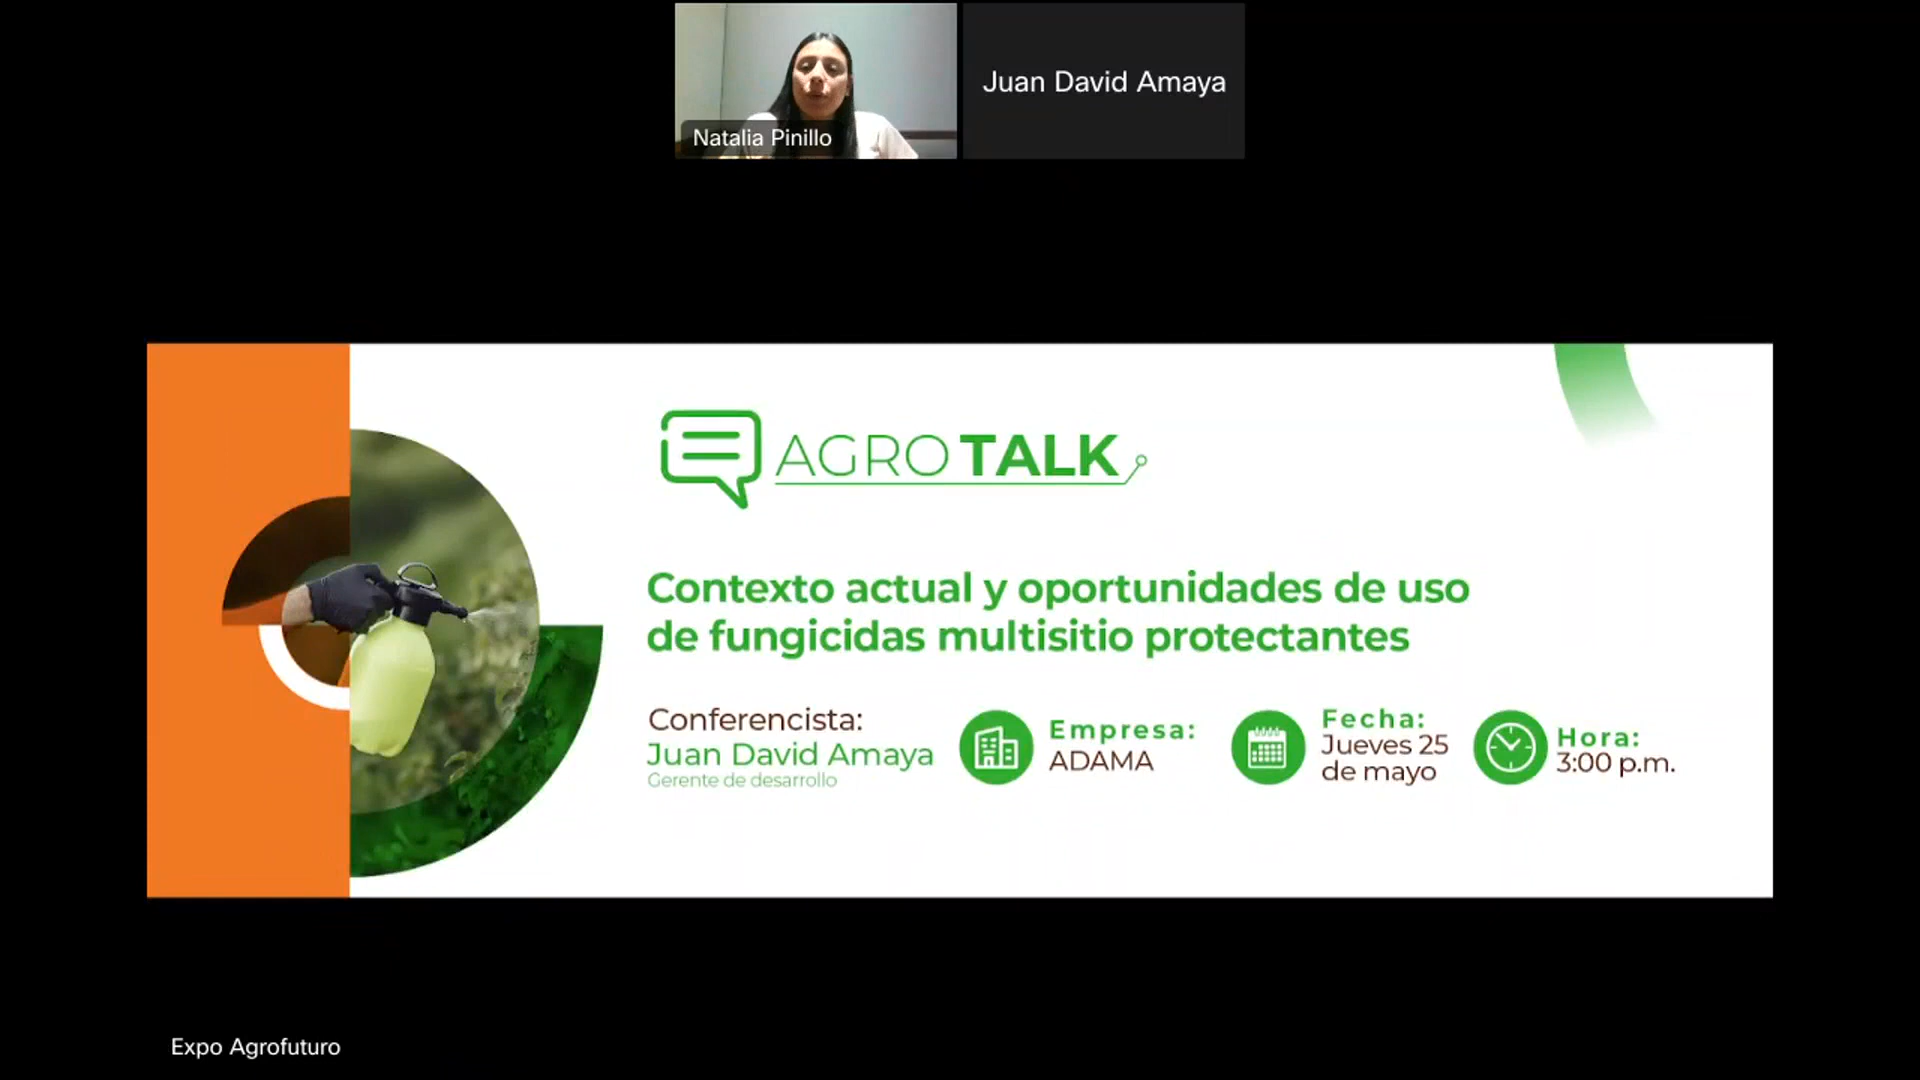 Natalia Pinillo
Juan David Amaya
AGRO TALK
Contexto actual y oportunidades de uso
de fungicidas multisitio protectantes
Conferencista:
Juan David Amaya
Gerente de desarrollo
Empresa:
ADAMA
Fecha:
Jueves 25
de mayo
Hora:
3:00 p.m.
Expo Agrofuturo